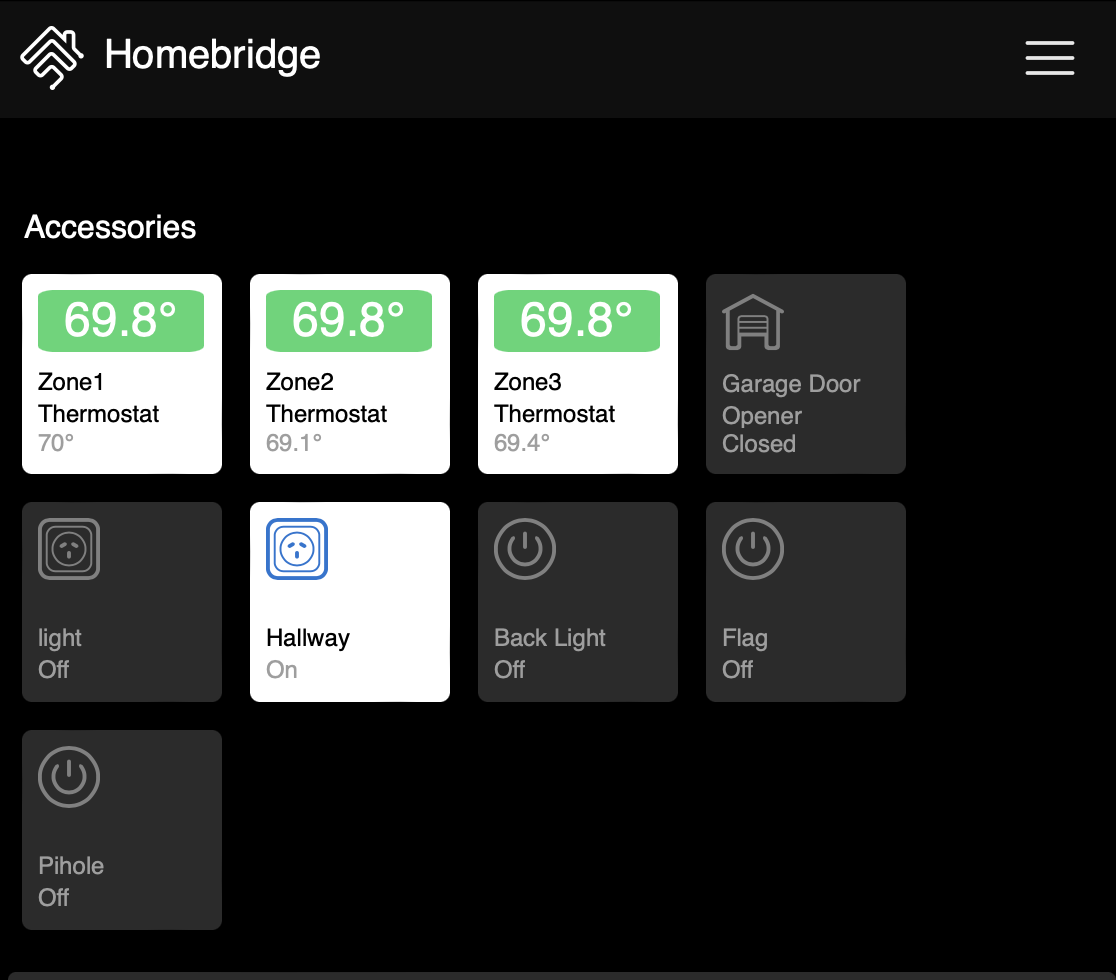 Homebridge
Accessories
69.8°
Zone1
Thermostat
70°
69.8°
Zone2
Thermostat
69.1°
69.8°
Zone3
Thermostat
69.4°
Garage Door
Opener
Closed
light
Off
Hallway
On
Back Light
Off
Flag
Off
Pihole
Off